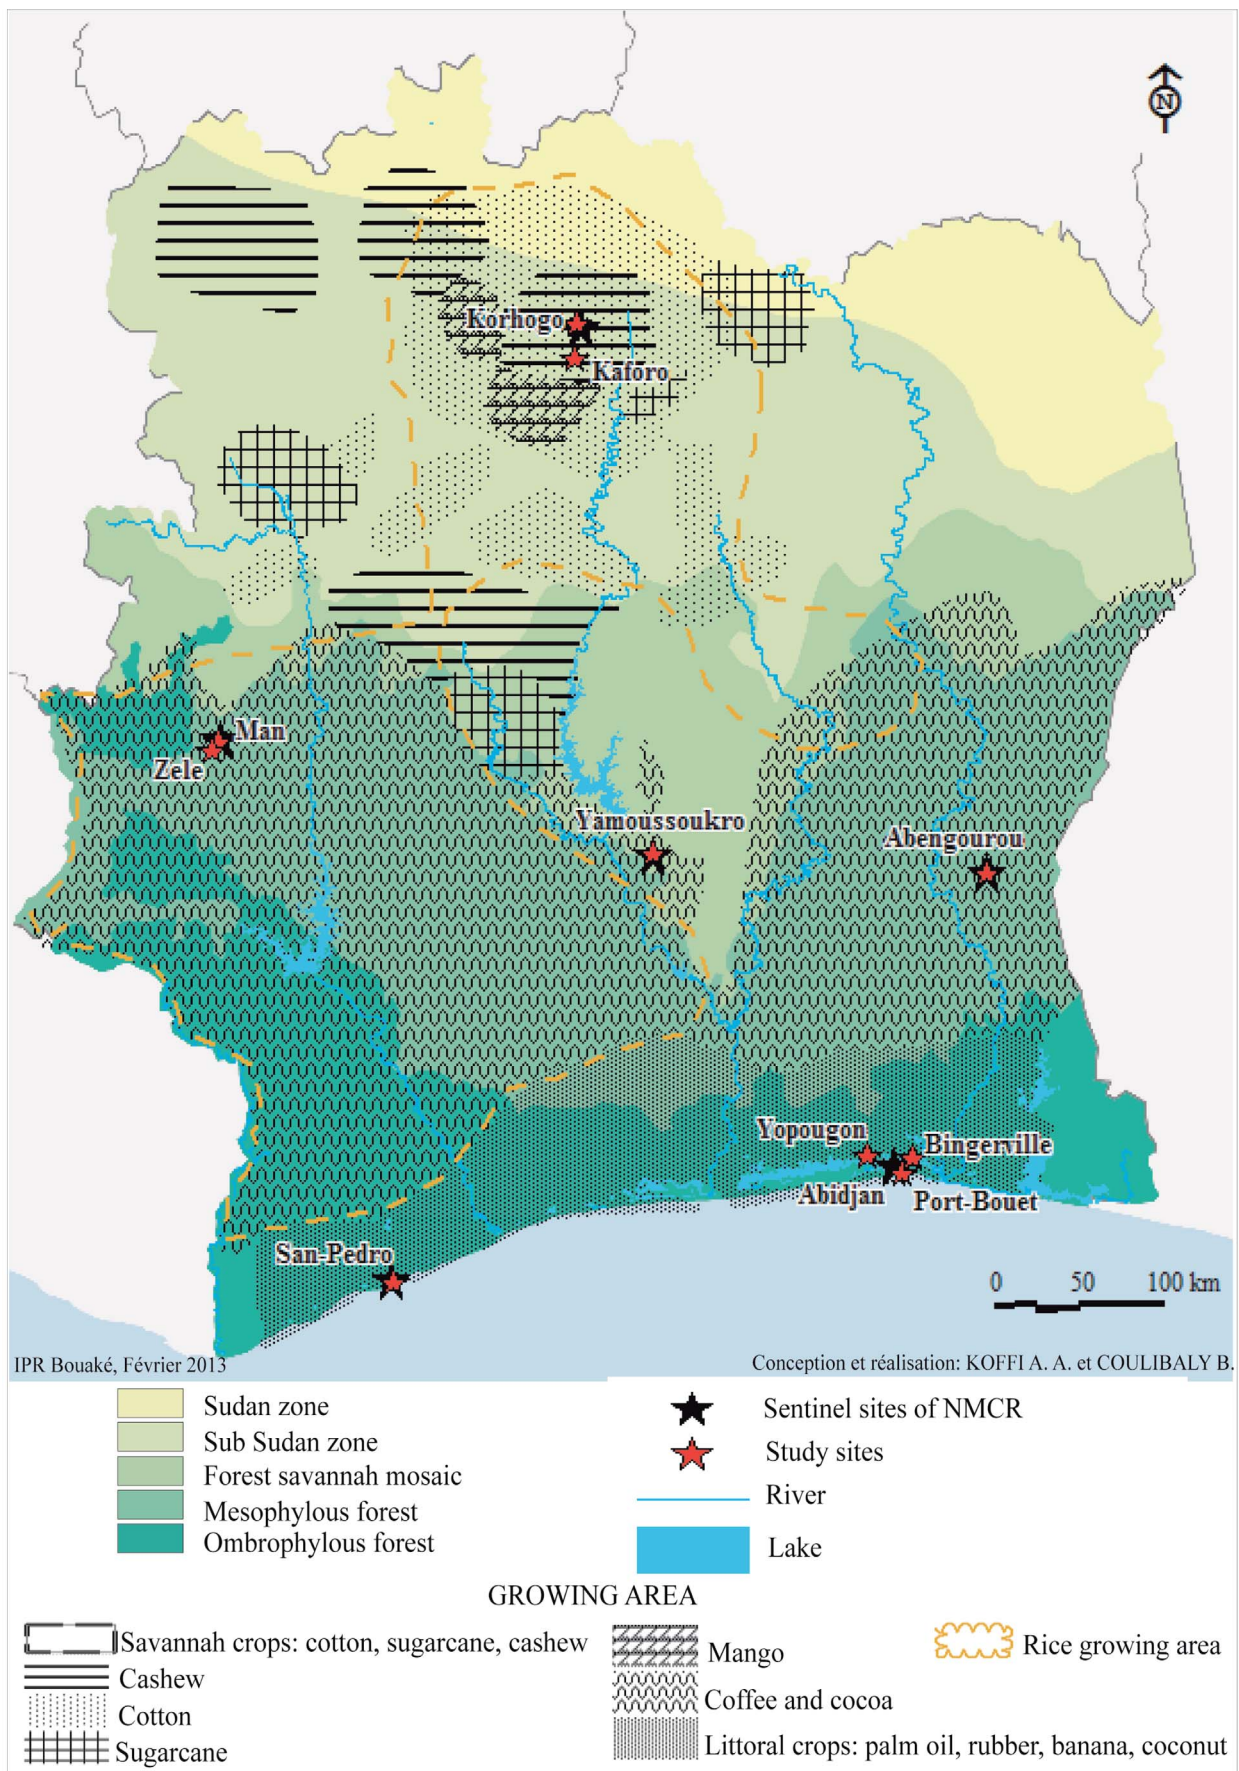 N
Korhogo
Kaforo
Man
Zele
Yamoussoukro
Abengourou
Yopougon
Bingerville
Abidjan
Port-Bouet
San-Pedro
0 50 100 km
IPR Bouaké, Février 2013
Conception et réalisation: KOFFI A. A. et COULIBALY B.
Sudan zone
Sub Sudan zone
Forest savannah mosaic
Mesophylous forest
Ombrophylous forest
Sentinel sites of NMCR
Study sites
River
Lake
GROWING AREA
Savannah crops: cotton, sugarcane, cashew
Cashew
Cotton
Sugarcane
Mango
Coffee and cocoa
Littoral crops: palm oil, rubber, banana, coconut
Rice growing area